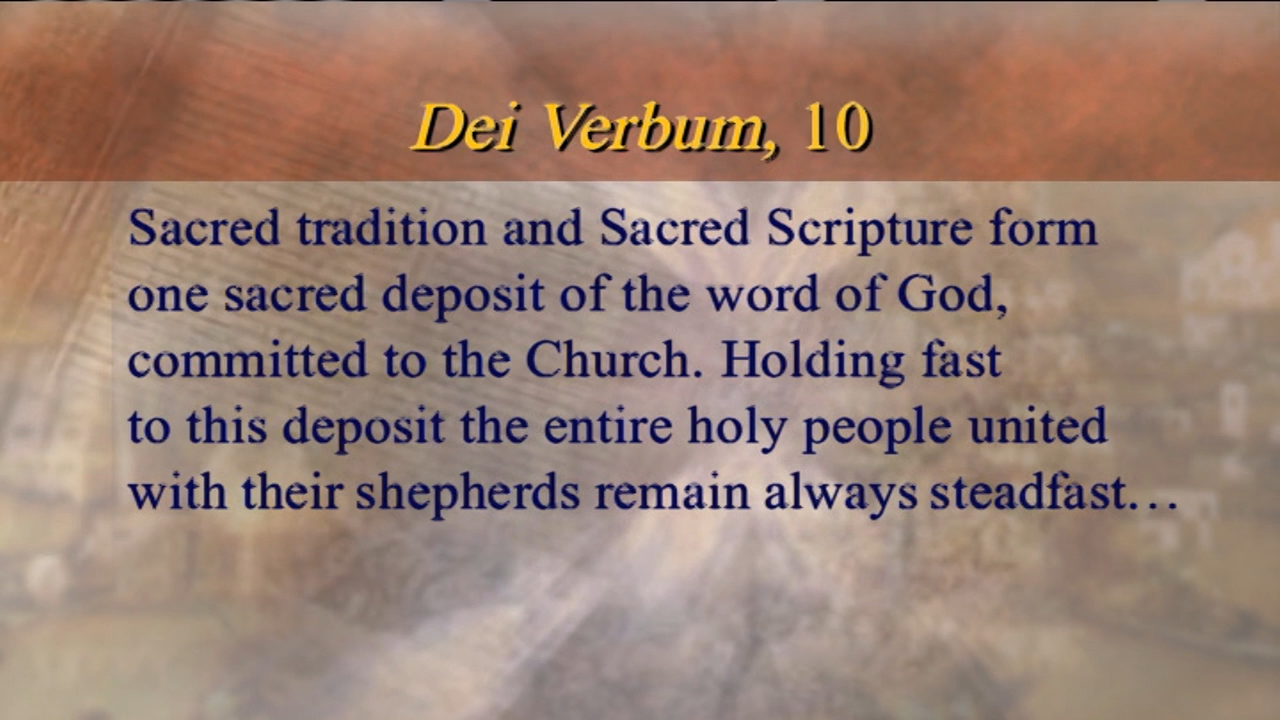 Dei Verbum, 10
Sacred tradition and Sacred Scripture form
one sacred deposit of the word of God,
committed to the Church. Holding fast
to this deposit the entire holy people united
with their shepherds remain always steadfast…